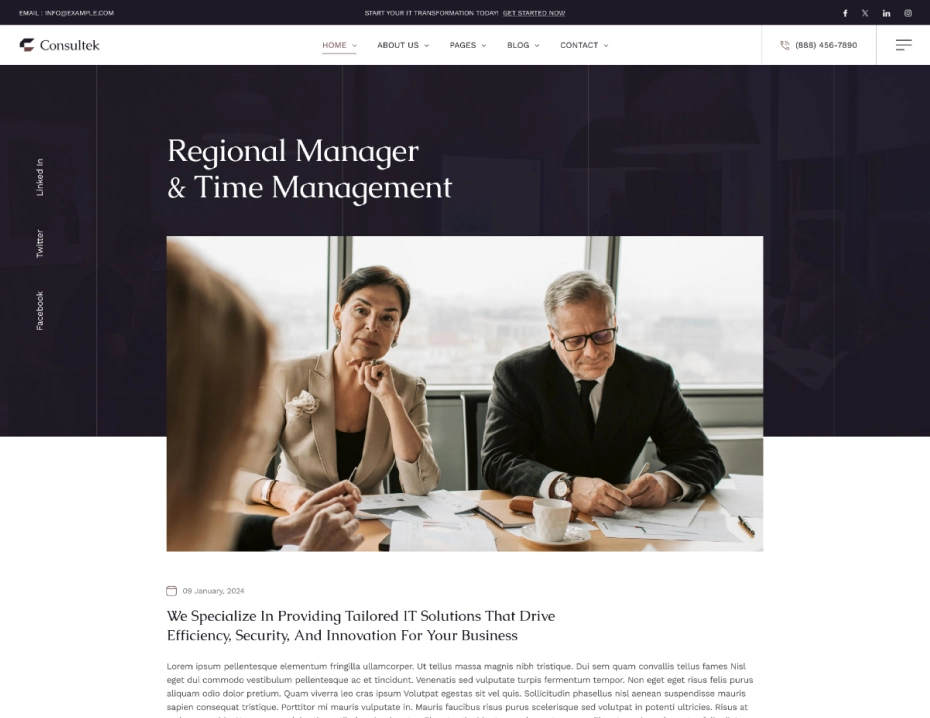 EMAIL : INFO@EXAMPLE.COM
START YOUR IT TRANSFORMATION TODAY! GET STARTED NOW
Consultek
HOME
ABOUT US
PAGES
BLOG
CONTACT
(888) 456-7890
Linked In
Twitter
Facebook
Regional Manager
& Time Management
09 January, 2024
We Specialize In Providing Tailored IT Solutions That Drive
Efficiency, Security, And Innovation For Your Business
Lorem ipsum pellentesque elementum fringilla ullamcorper. Ut tellus massa magnis nibh tristique. Dui sem quam convallis tellus fames Nisl
eget dui commodo vestibulum pellentesque ac et tincidunt. Venenatis sed vulputate turpis fermentum tempor. Non eget eget risus felis purus
aliquam odio dolor pretium. Quam viverra leo cras ipsum Volutpat egestas sit vel quis. Sollicitudin phasellus nisl aenean suspendisse mauris
sapien consequat tristique. Porttitor mi mauris vulputate in. Mauris faucibus risus purus scelerisque sed volutpat in potenti ultricies. Risus at